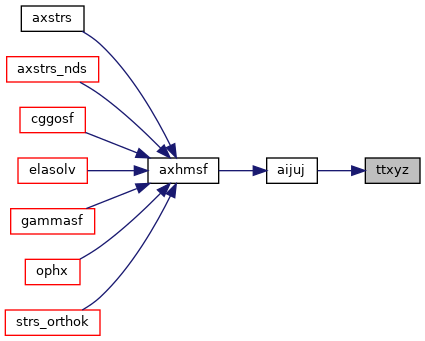 axstrs
axstrs_nds
cggosf
elasolv
axhmsf
aijuj
ttxyz
gammasf
ophx
strs_orthok